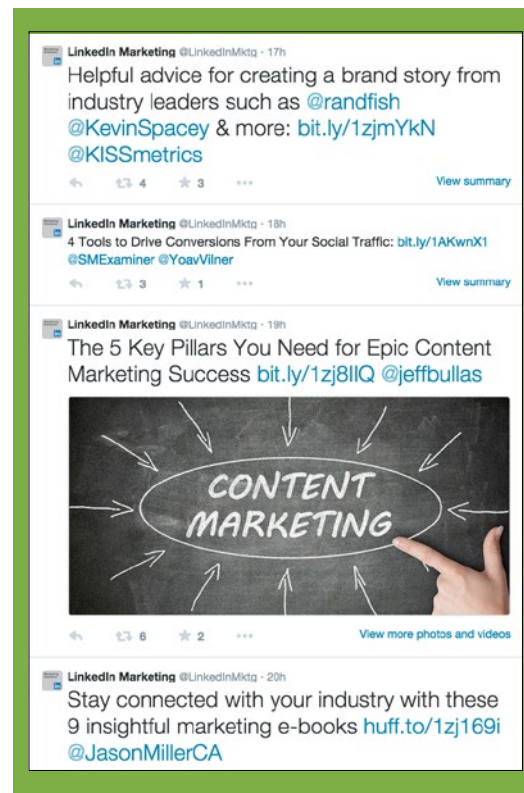 LinkedIn Marketing @LinkedInMktg · 17h
Helpful advice for creating a brand story from
industry leaders such as @randfish
@KevinSpacey & more: bit.ly/1zjmYkN
@KISSmetrics
4 3 View summary
LinkedIn Marketing @LinkedInMktg · 18h
4 Tools to Drive Conversions From Your Social Traffic: bit.ly/1AKwnX1
@SMExaminer @YoavVilner
3 1 View summary
LinkedIn Marketing @LinkedInMktg · 19h
The 5 Key Pillars You Need for Epic Content
Marketing Success bit.ly/1zj8IlQ @jeffbullas
CONTENT
MARKETING
6 2 View more photos and videos
LinkedIn Marketing @LinkedInMktg · 20h
Stay connected with your industry with these
9 insightful marketing e-books huff.to/1zj169i
@JasonMillerCA